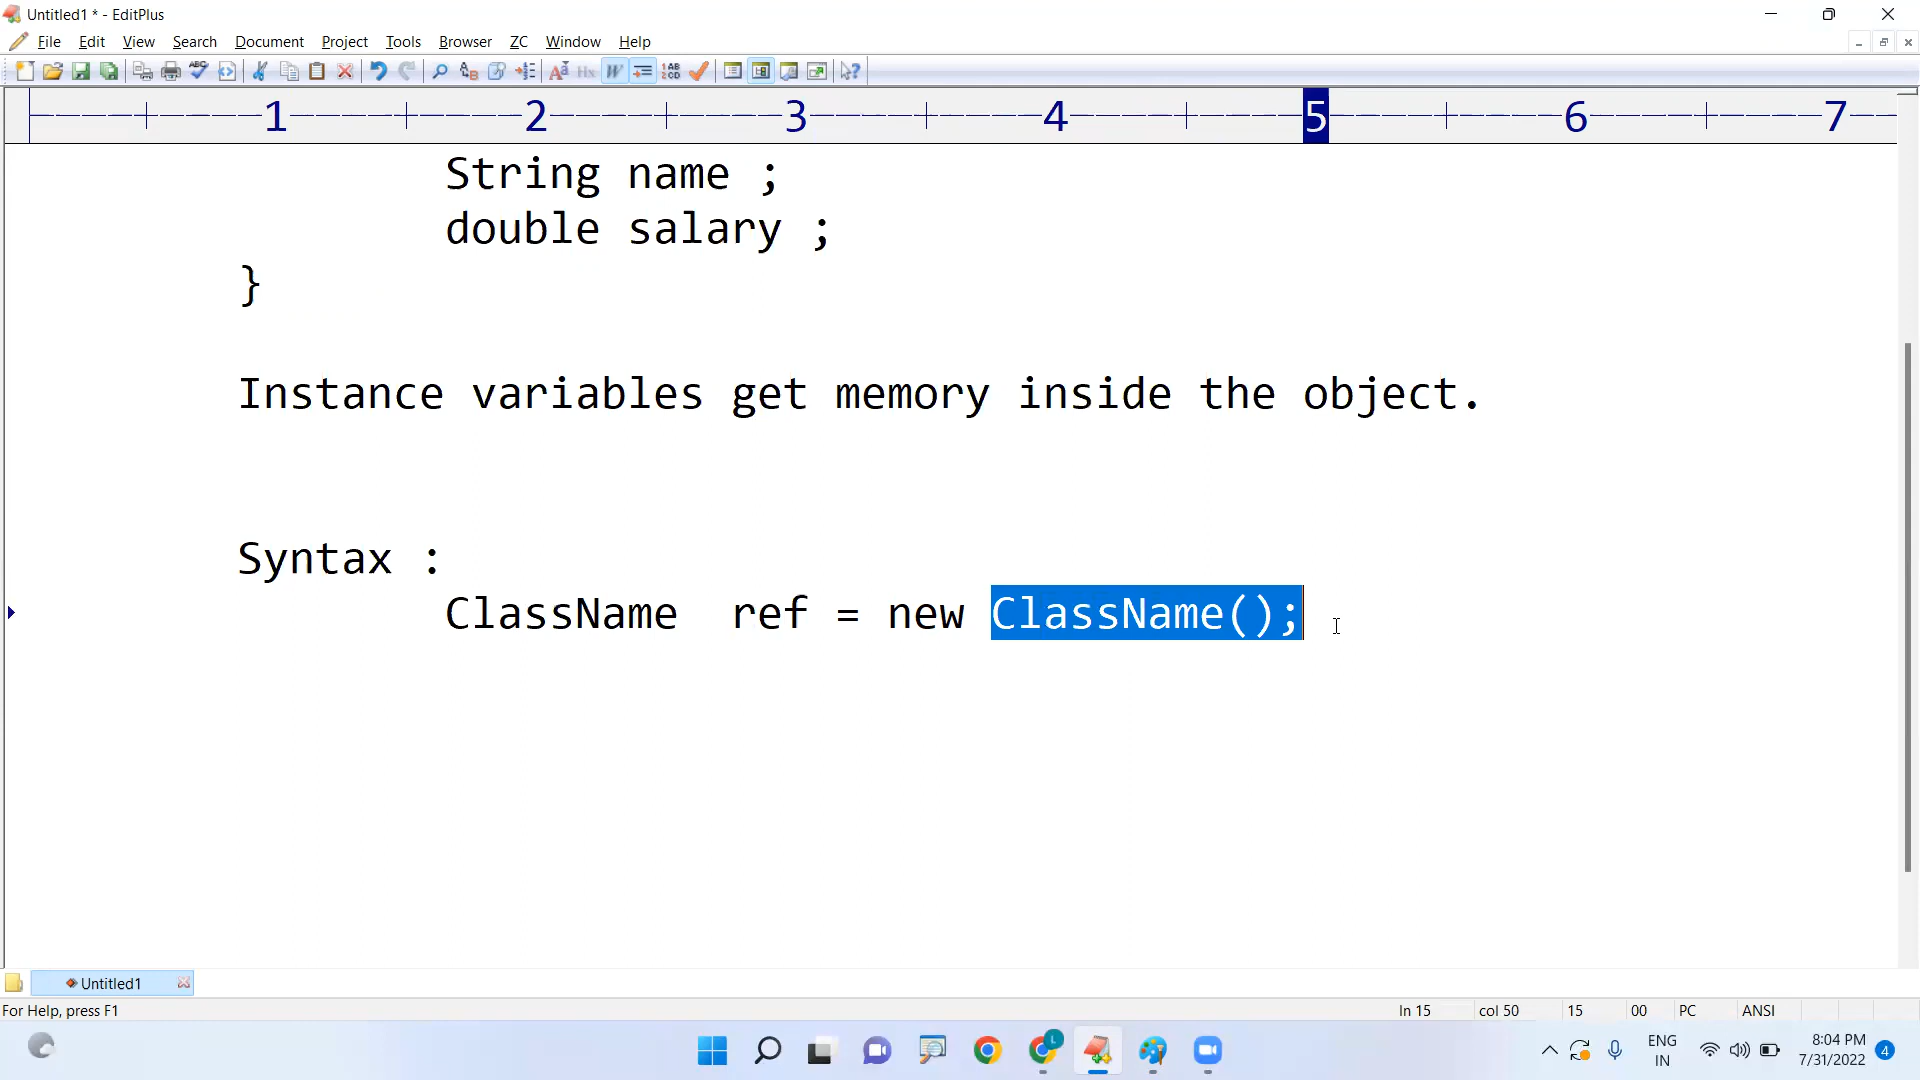 Untitled1 * - EditPlus
File Edit View Search Document Project Tools Browser ZC Window Help
1 2 3 4 5 6 7
String name ;
double salary ;
}
Instance variables get memory inside the object.
Syntax :
ClassName  ref = new ClassName();
Untitled1
For Help, press F1
ln 15 col 50 15 00 PC ANSI
ENG
IN
8:04 PM
7/31/2022
4